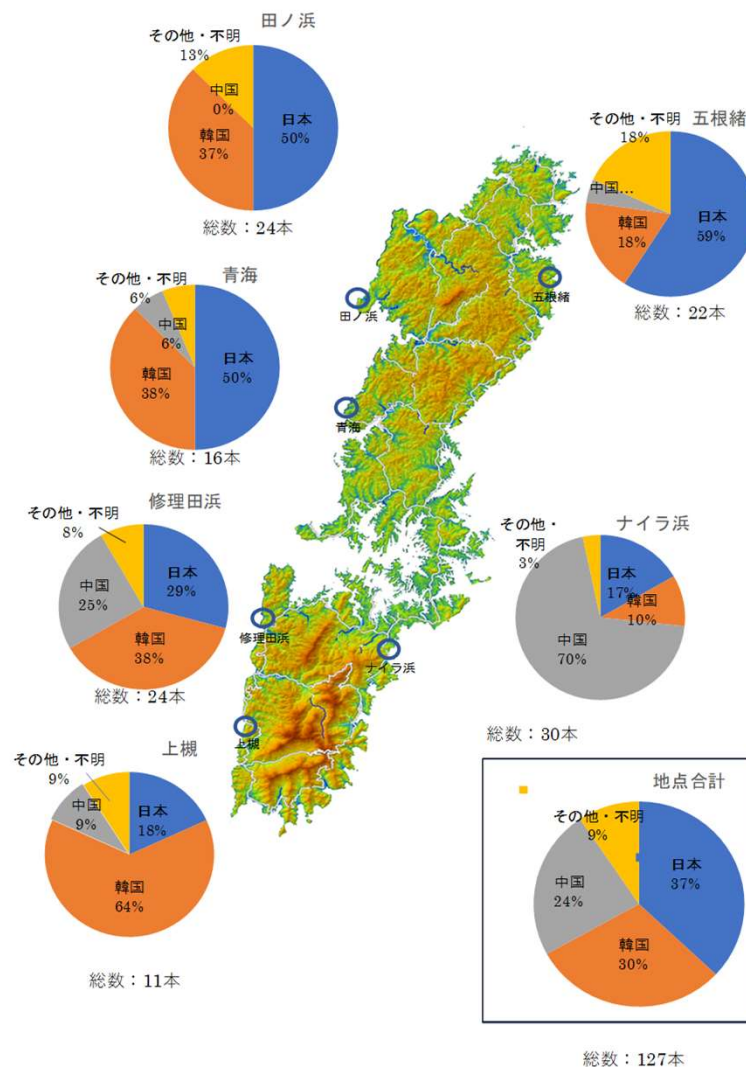 田ノ浜
その他・不明
13%
中国
0%
日本
50%
韓国
37%
総数：24本
五根緒
その他・不明
18%
中国…
日本
59%
韓国
18%
総数：22本
青海
その他・不明
6%
中国
6%
日本
50%
韓国
38%
総数：16本
田ノ浜
五根緒
青海
修理田浜
その他・不明
8%
日本
29%
中国
25%
韓国
38%
総数：24本
ナイラ浜
その他・
不明
3%
日本
17%
韓国
10%
中国
70%
総数：30本
修理田浜
ナイラ浜
上槻
上槻
その他・不明
9%
中国
9%
日本
18%
韓国
64%
総数：11本
地点合計
その他・不明
9%
日本
37%
中国
24%
韓国
30%
総数：127本